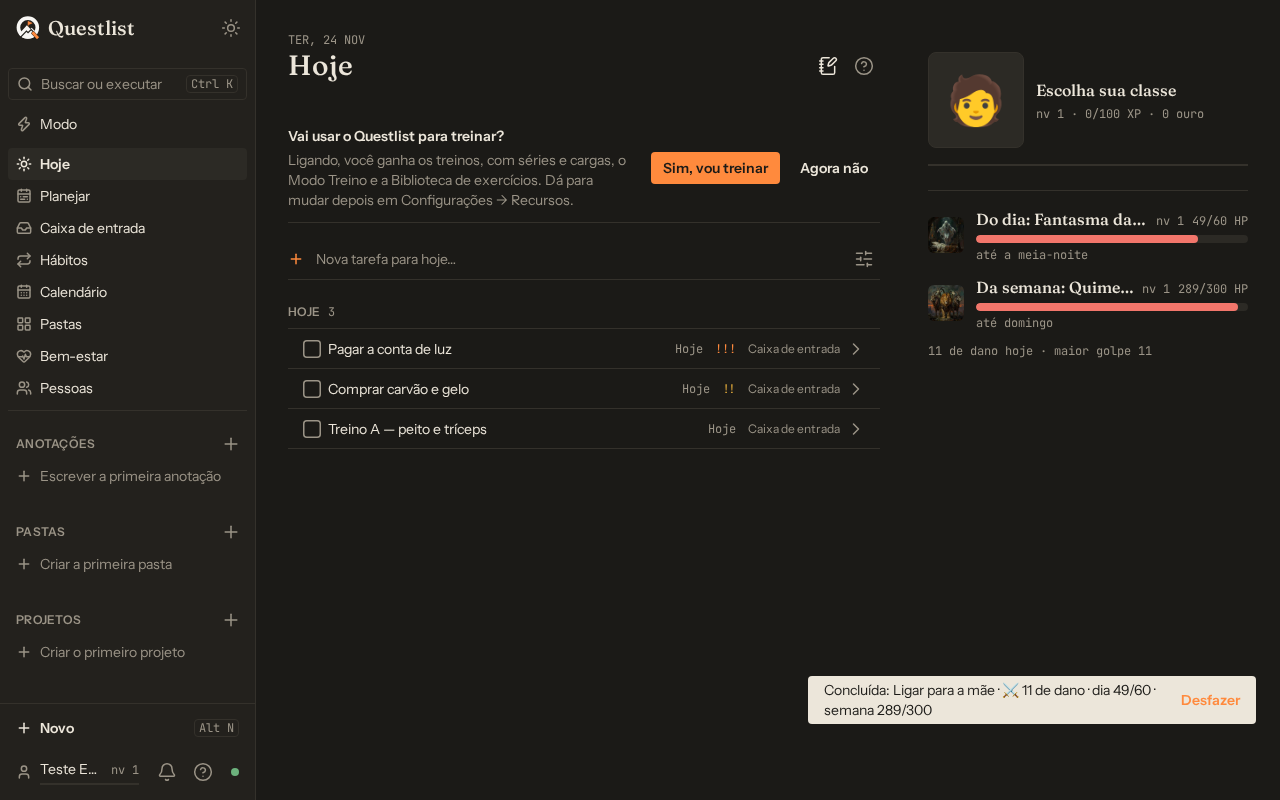 Questlist
Buscar ou executar Ctrl K
Modo
Hoje
Planejar
Caixa de entrada
Hábitos
Calendário
Pastas
Bem-estar
Pessoas
ANOTAÇÕES
Escrever a primeira anotação
PASTAS
Criar a primeira pasta
PROJETOS
Criar o primeiro projeto
Novo Alt N
Teste E... nv 1
TER, 24 NOV
Hoje
Vai usar o Questlist para treinar?
Ligando, você ganha os treinos, com séries e cargas, o
Modo Treino e a Biblioteca de exercícios. Dá para
mudar depois em Configurações → Recursos.
Sim, vou treinar
Agora não
Nova tarefa para hoje...
HOJE 3
Pagar a conta de luz Hoje !!! Caixa de entrada
Comprar carvão e gelo Hoje !! Caixa de entrada
Treino A — peito e tríceps Hoje Caixa de entrada
Escolha sua classe
nv 1 · 0/100 XP · 0 ouro
Do dia: Fantasma da... nv 1 49/60 HP
até a meia-noite
Da semana: Quime... nv 1 289/300 HP
até domingo
11 de dano hoje · maior golpe 11
Concluída: Ligar para a mãe · ⚔️ 11 de dano · dia 49/60 ·
semana 289/300
Desfazer